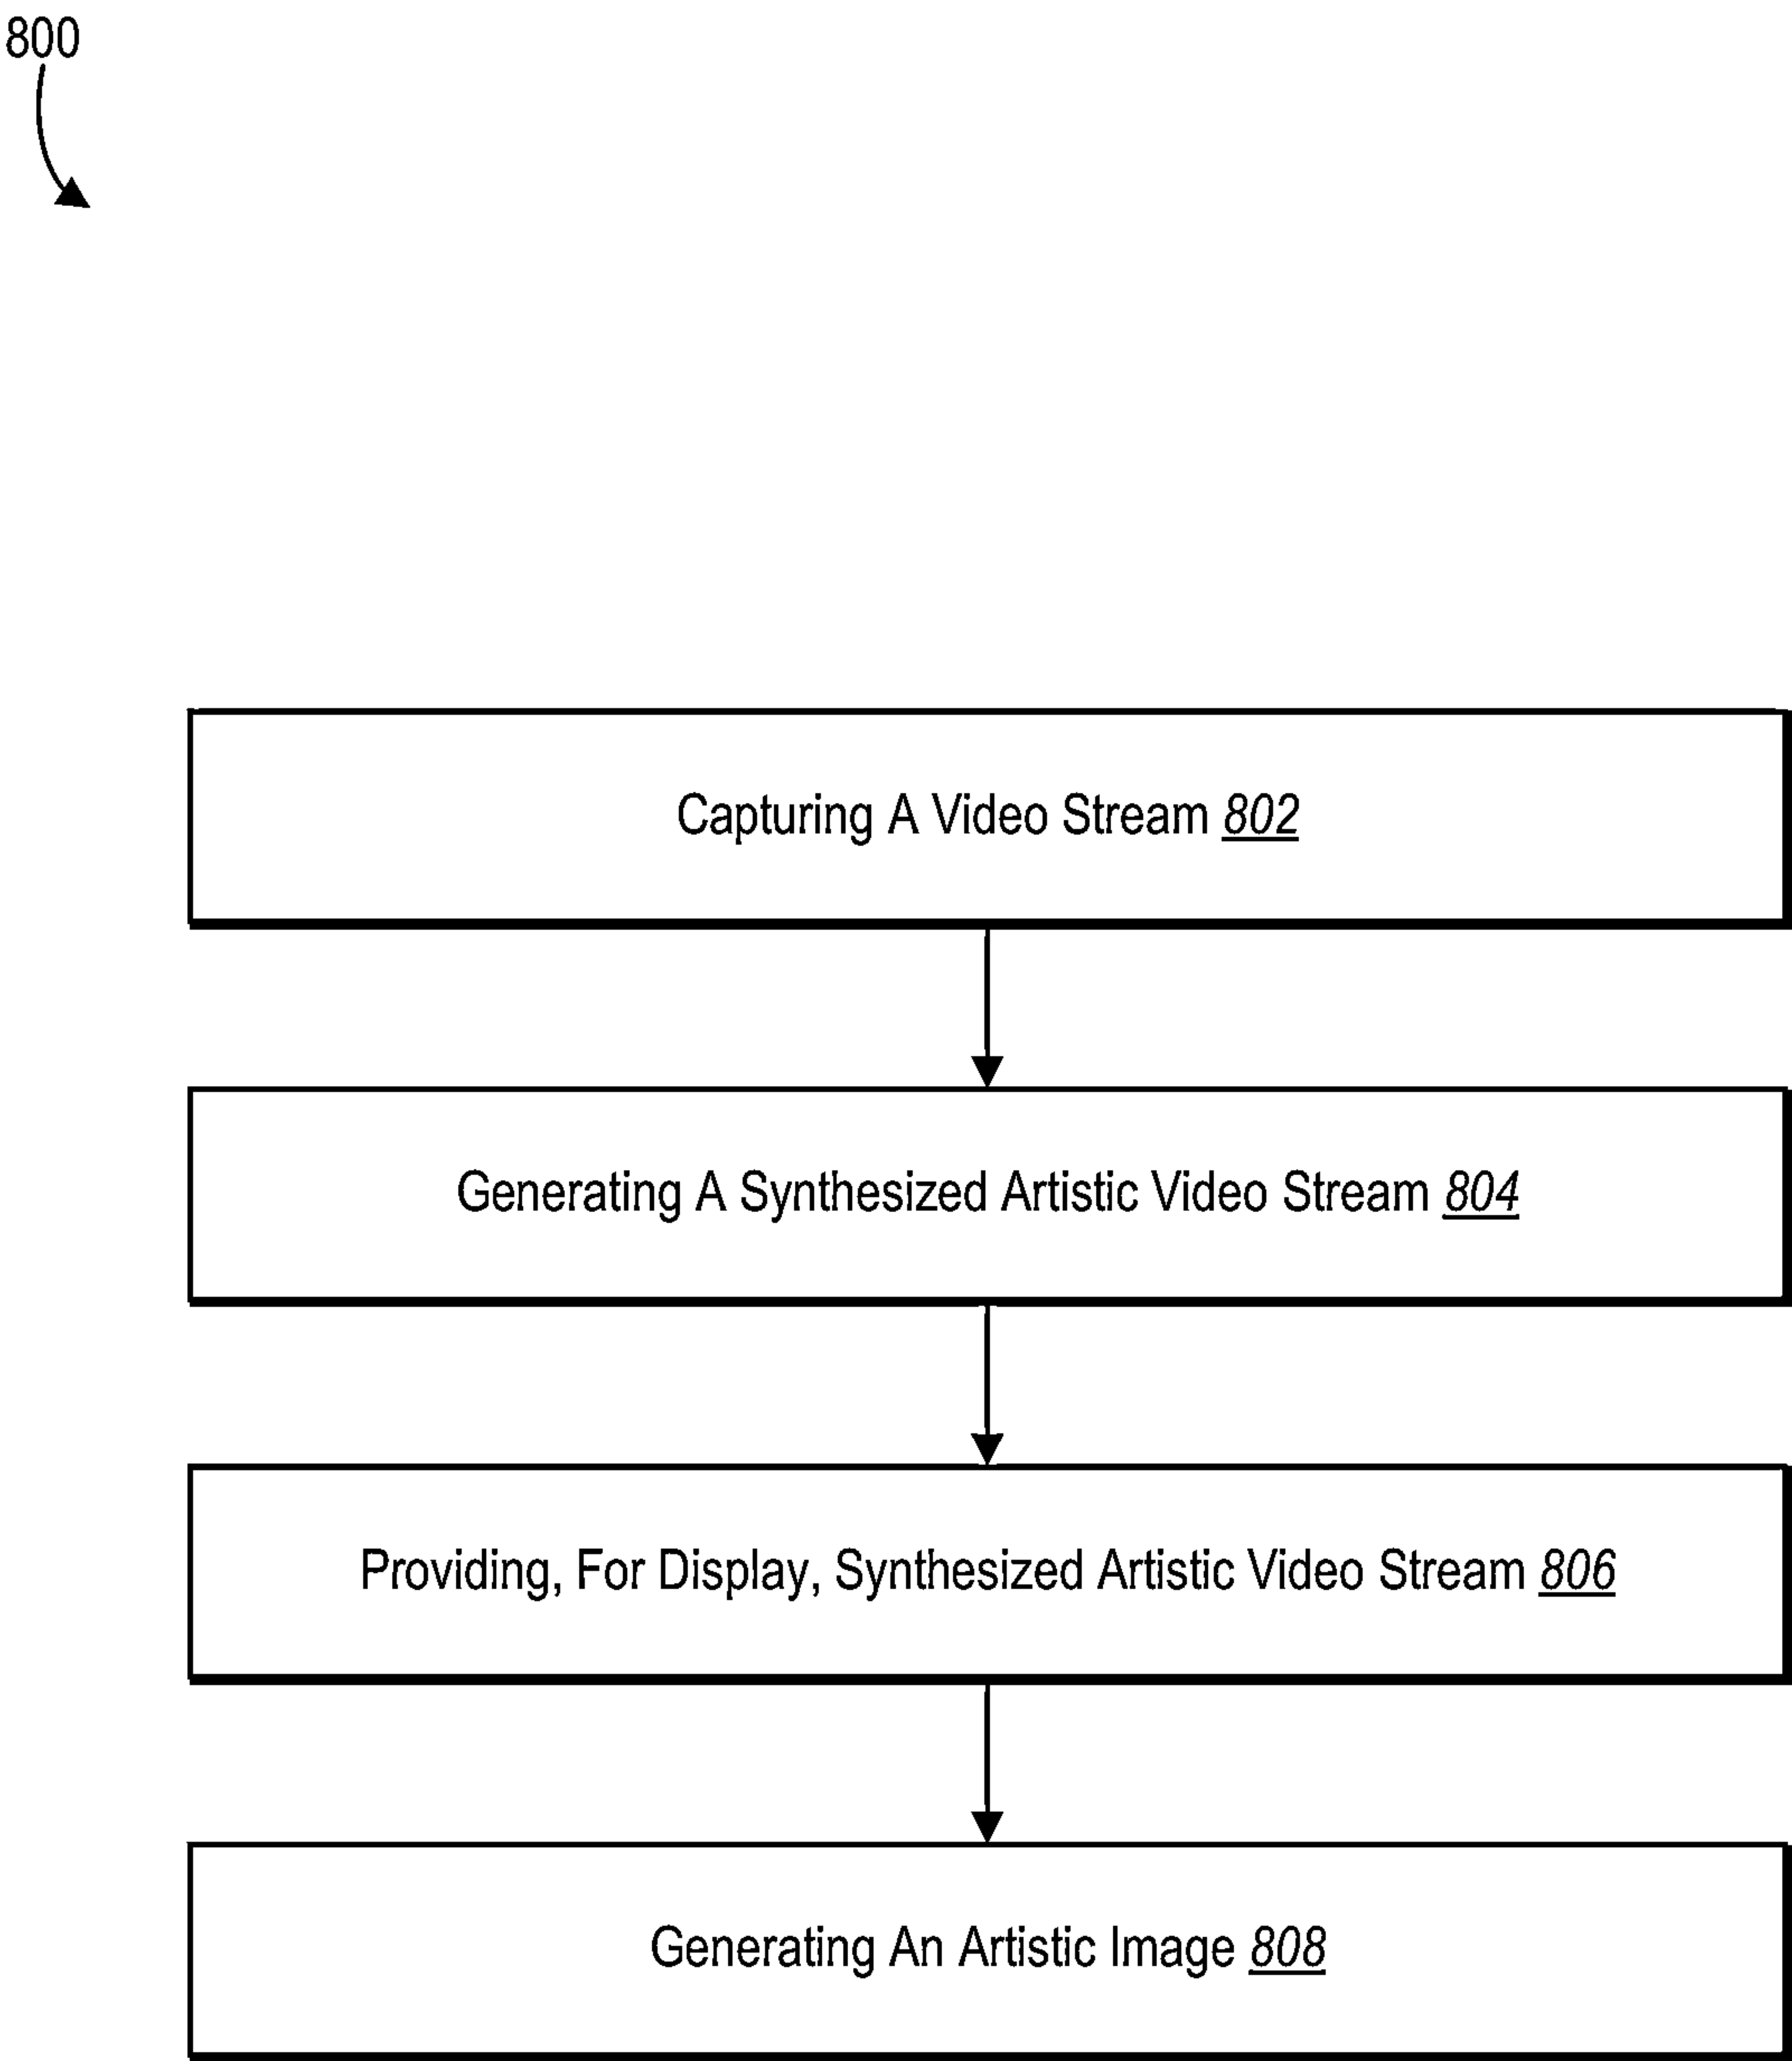 800
Capturing A Video Stream 802
Generating A Synthesized Artistic Video Stream 804
Providing, For Display, Synthesized Artistic Video Stream 806
Generating An Artistic Image 808